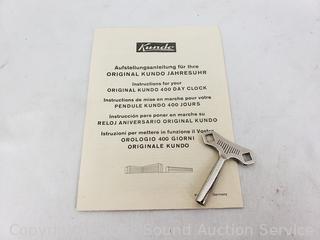 Kundo
Aufstellungsanleitung für Ihre
ORIGINAL KUNDO JAHRESUHR
Instructions for your
ORIGINAL KUNDO 400 DAY CLOCK
Instructions de mise en marche pour votre
PENDULE KUNDO 400 JOURS
Instrucción para poner en marcha su
RELOJ ANIVERSARIO ORIGINAL KUNDO
Istruzioni per mettere in funzione il Vostro
OROLOGIO 400 GIORNI
ORIGINALE KUNDO
Germany
Sound Auction Service